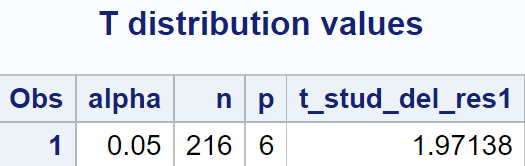 T distribution values
Obs alpha n p t_stud_del_res1
1 0.05 216 6 1.97138